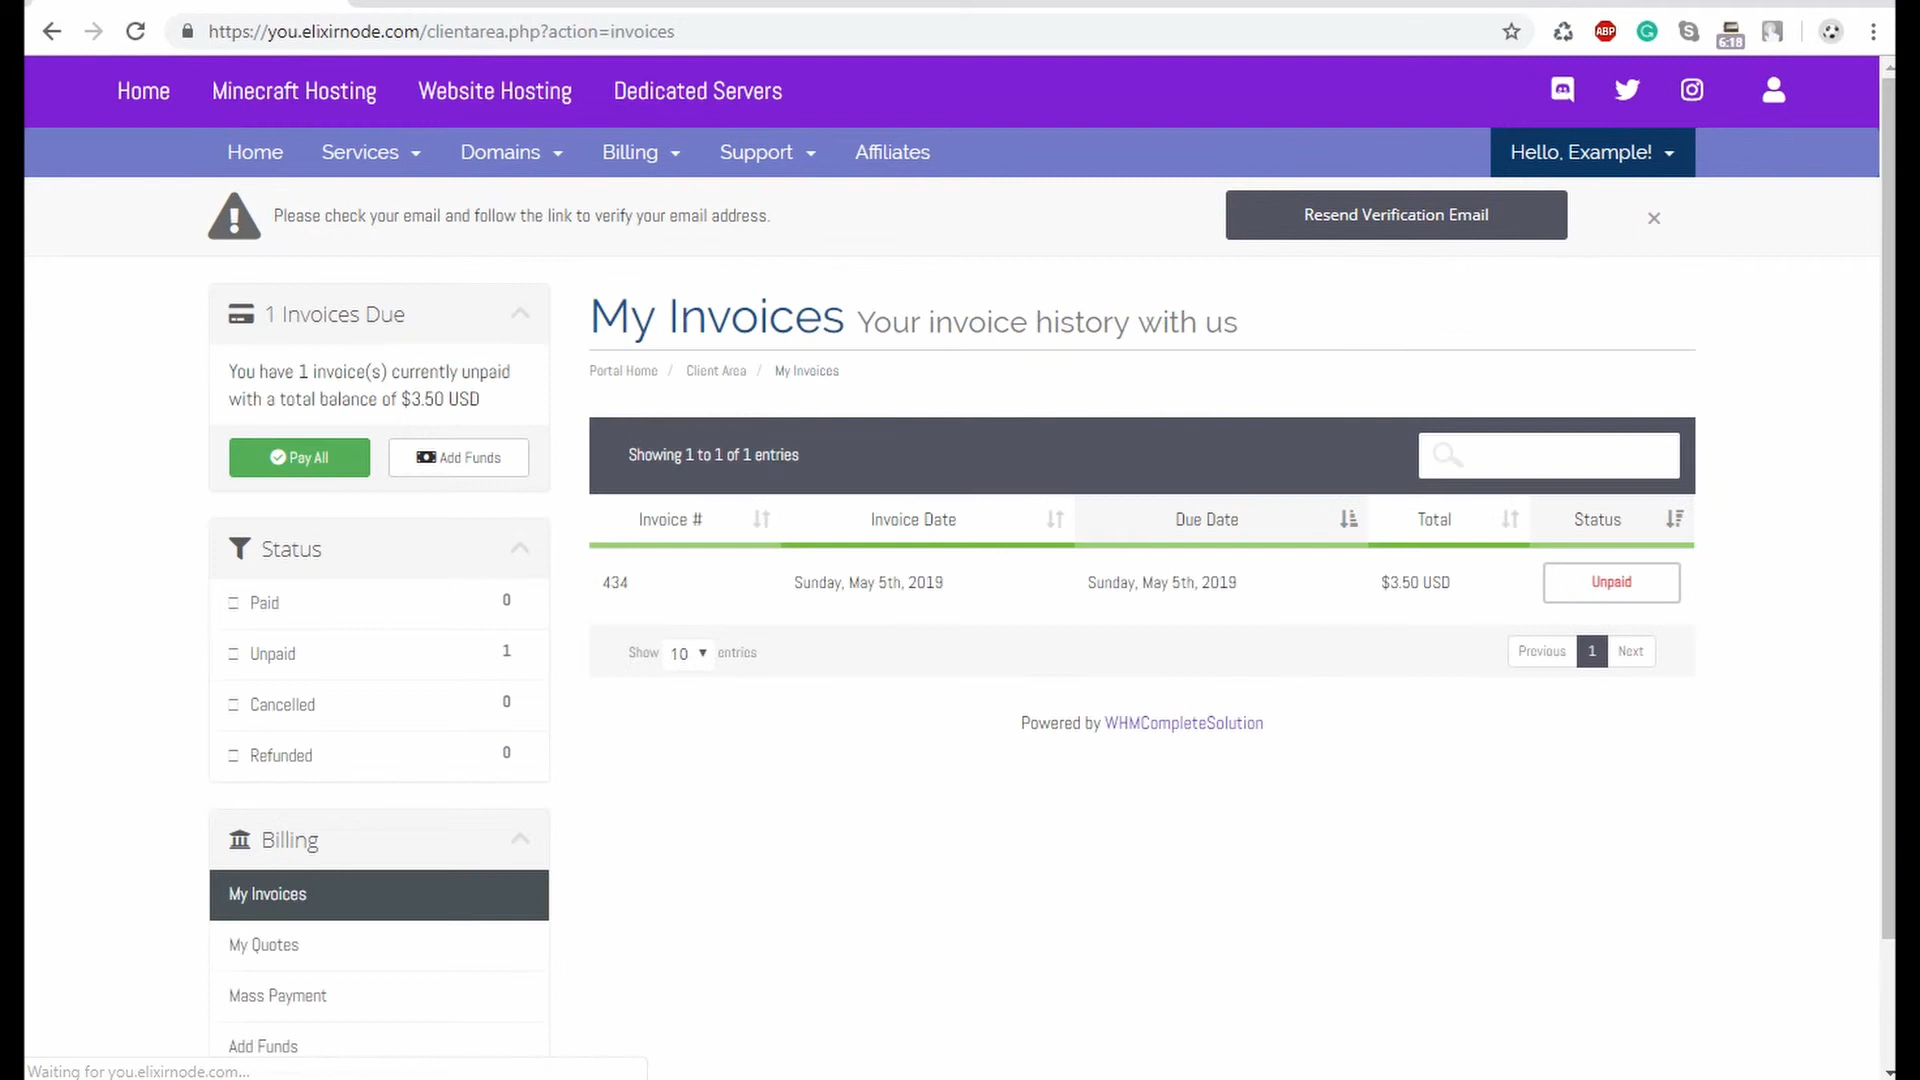 https://you.elixirnode.com/clientarea.php?action=invoices
ABP
6:18
Home Minecraft Hosting Website Hosting Dedicated Servers
Home Services Domains Billing Support Affiliates Hello, Example!
Please check your email and follow the link to verify your email address. Resend Verification Email ×
1 Invoices Due
You have 1 invoice(s) currently unpaid
with a total balance of $3.50 USD
Pay All Add Funds
Status
Paid 0
Unpaid 1
Cancelled 0
Refunded 0
Billing
My Invoices
My Quotes
Mass Payment
Add Funds
My Invoices Your invoice history with us
Portal Home / Client Area / My Invoices
Showing 1 to 1 of 1 entries
Invoice # Invoice Date Due Date Total Status
434 Sunday, May 5th, 2019 Sunday, May 5th, 2019 $3.50 USD Unpaid
Show 10 entries Previous 1 Next
Powered by WHMCompleteSolution
Waiting for you.elixirnode.com...